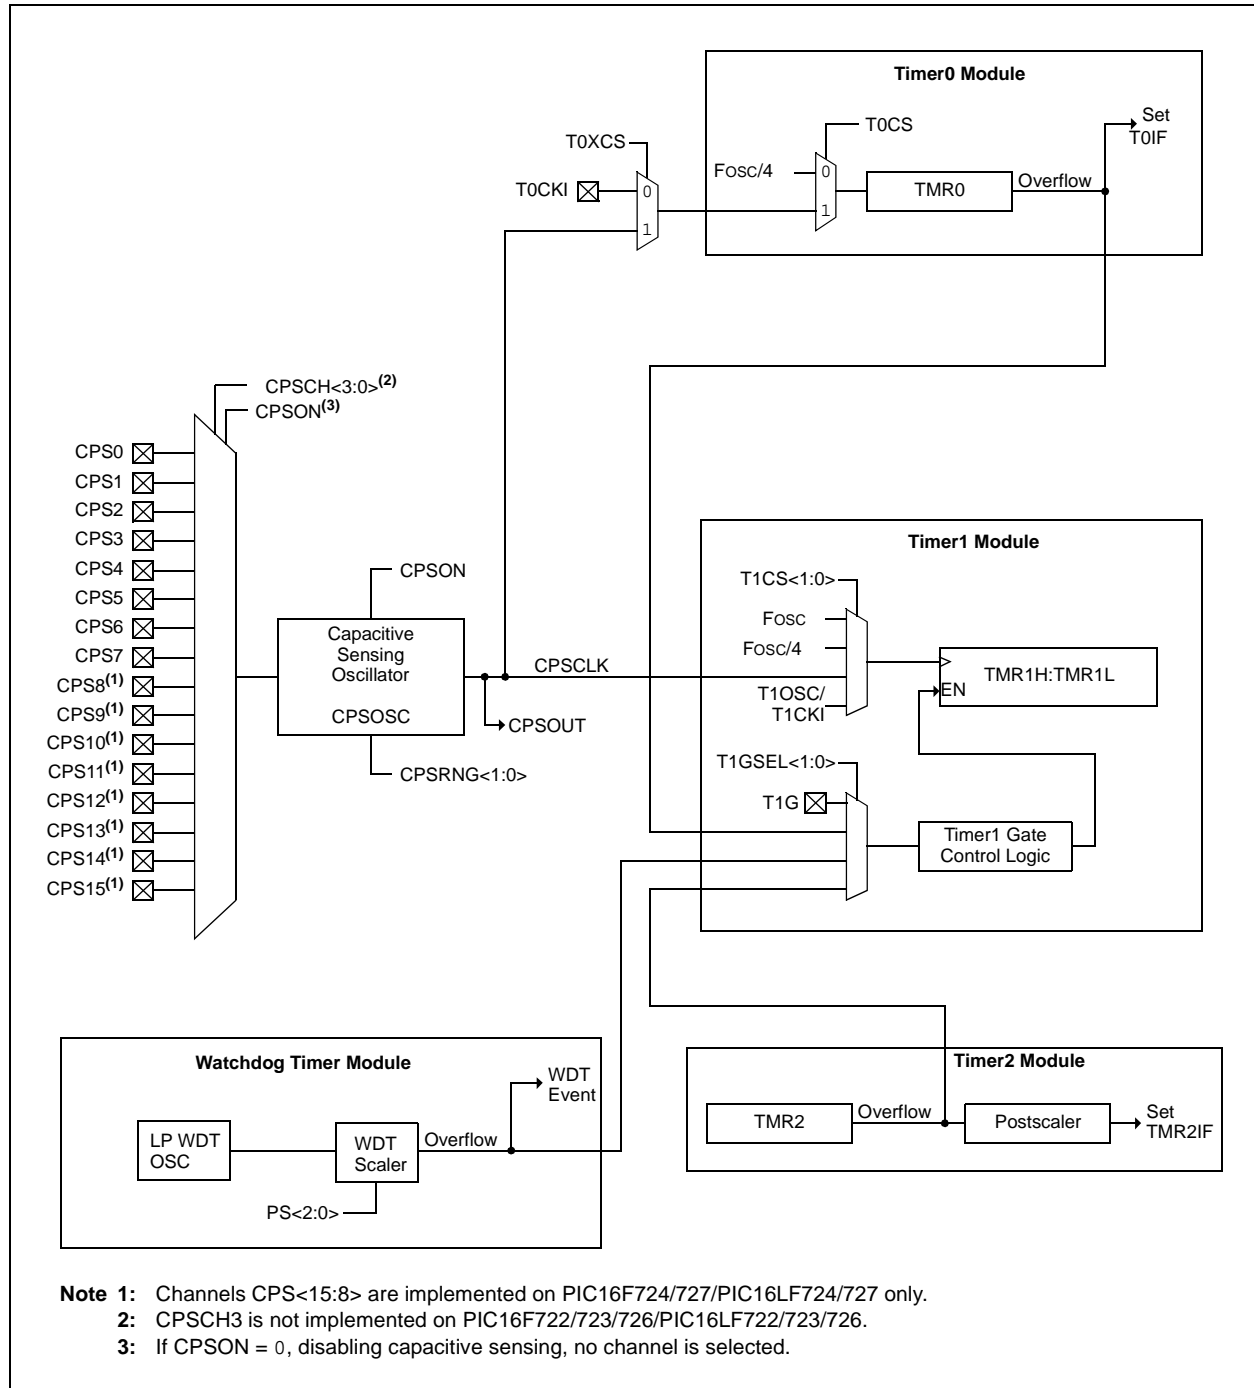 Timer0 Module
T0XCS
T0CS
Set
T0IF
FOSC/4
0
1
TMR0
Overflow
T0CKI
0
1
CPSCH<3:0>(2)
CPSON(3)
CPS0
CPS1
CPS2
CPS3
CPS4
CPS5
CPS6
CPS7
CPS8(1)
CPS9(1)
CPS10(1)
CPS11(1)
CPS12(1)
CPS13(1)
CPS14(1)
CPS15(1)
CPSON
Capacitive
Sensing
Oscillator
CPSOSC
CPSRNG<1:0>
CPSCLK
CPSOUT
Timer1 Module
T1CS<1:0>
FOSC
FOSC/4
T1OSC/
T1CKI
EN
TMR1H:TMR1L
T1GSEL<1:0>
T1G
Timer1 Gate
Control Logic
Watchdog Timer Module
LP WDT
OSC
WDT
Scaler
Overflow
WDT
Event
PS<2:0>
Timer2 Module
TMR2
Overflow
Postscaler
Set
TMR2IF
Note 1: Channels CPS<15:8> are implemented on PIC16F724/727/PIC16LF724/727 only.
2: CPSCH3 is not implemented on PIC16F722/723/726/PIC16LF722/723/726.
3: If CPSON = 0, disabling capacitive sensing, no channel is selected.